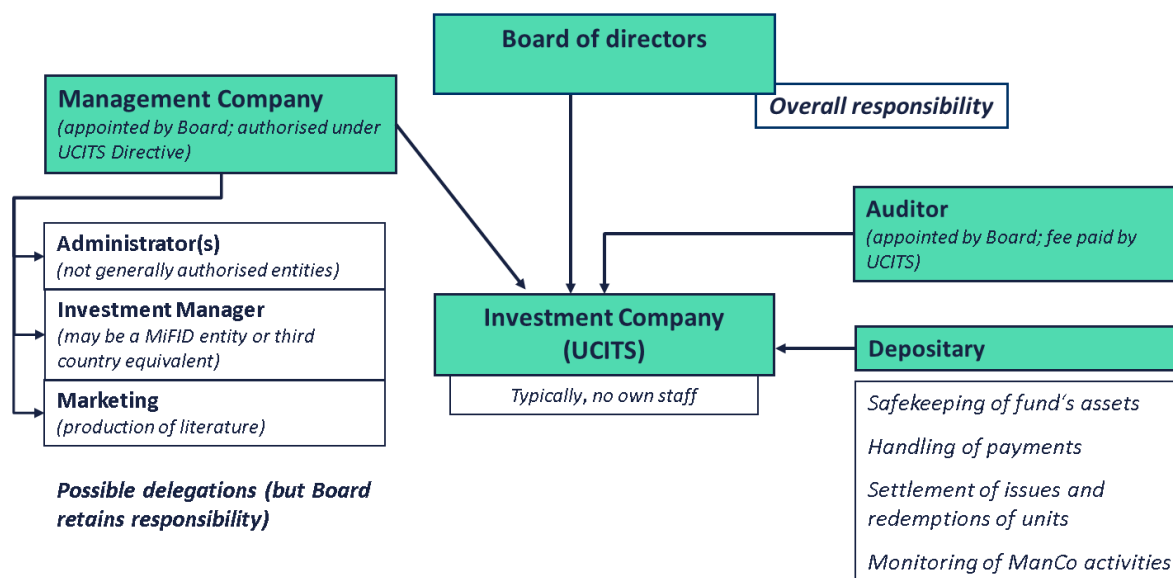 Board of directors
Overall responsibility
Management Company
(appointed by Board; authorised under
UCITS Directive)
Administrator(s)
(not generally authorised entities)
Investment Manager
(may be a MiFID entity or third
country equivalent)
Marketing
(production of literature)
Possible delegations (but Board
retains responsibility)
Investment Company
(UCITS)
Typically, no own staff
Auditor
(appointed by Board; fee paid by
UCITS)
Depositary
Safekeeping of fund's assets
Handling of payments
Settlement of issues and
redemptions of units
Monitoring of ManCo activities